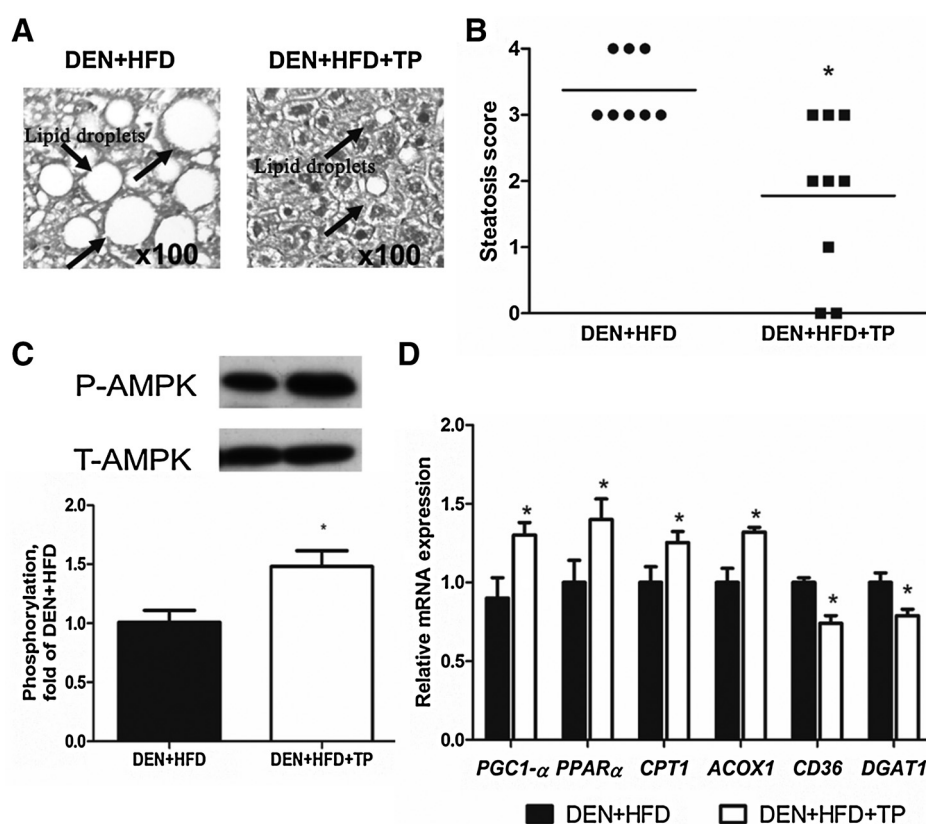 A
DEN+HFD
DEN+HFD+TP
Lipid droplets
x100
Lipid droplets
x100
B
Steatosis score
4
3
2
1
0
*
DEN+HFD
DEN+HFD+TP
C
P-AMPK
T-AMPK
Phosphorylation,
fold of DEN+HFD
2.0
1.5
1.0
0.5
0.0
*
DEN+HFD
DEN+HFD+TP
D
Relative mRNA expression
2.0
1.5
1.0
0.5
0.0
* * * * * *
PGC1-α PPARα CPT1 ACOX1 CD36 DGAT1
DEN+HFD DEN+HFD+TP